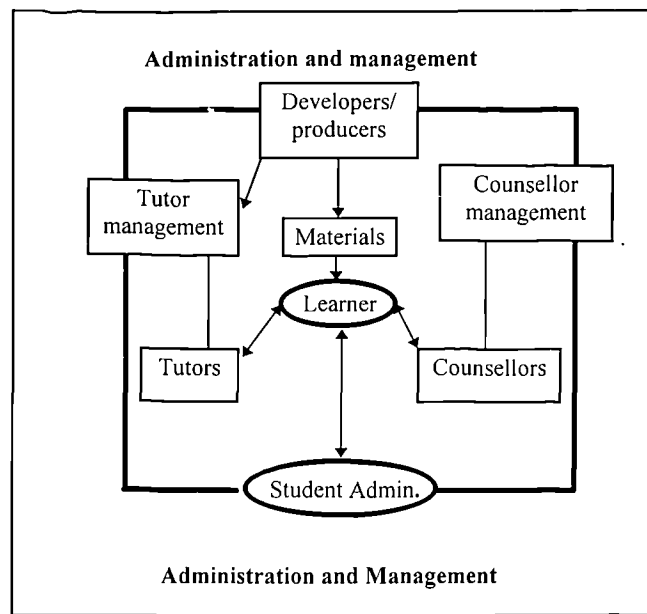 Administration and management
Developers/
producers
Tutor
management
Counsellor
management
Materials
Learner
Tutors
Counsellors
Student Admin.
Administration and Management